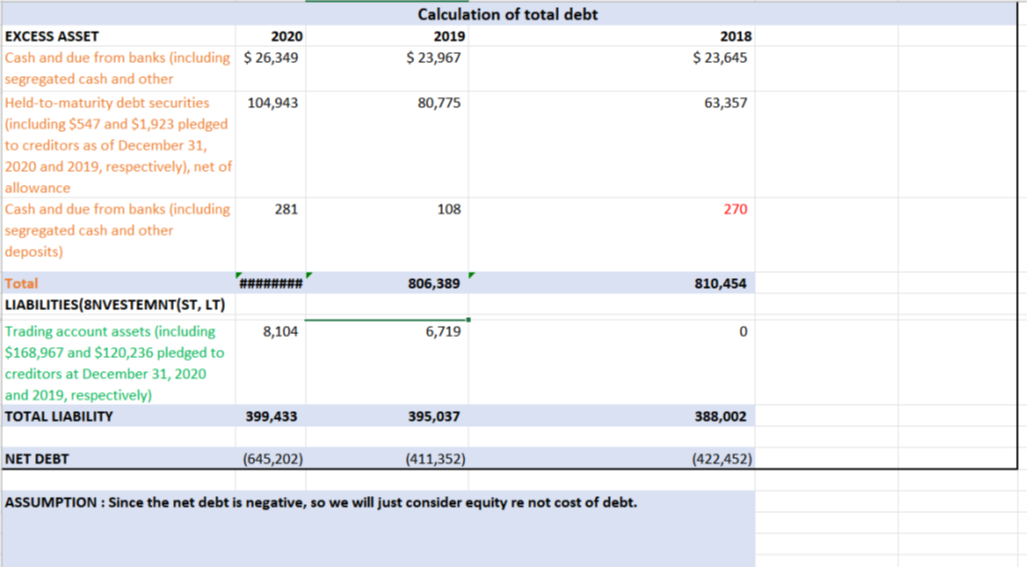 Calculation of total debt
EXCESS ASSET 2020 2019 2018
Cash and due from banks (including $ 26,349 $ 23,967 $ 23,645
segregated cash and other
Held-to-maturity debt securities 104,943 80,775 63,357
(including $547 and $1,923 pledged
to creditors as of December 31,
2020 and 2019, respectively), net of
allowance
Cash and due from banks (including 281 108 270
segregated cash and other
deposits)
Total ######## 806,389 810,454
LIABILITIES(8NVESTEMNT(ST, LT)
Trading account assets (including 8,104 6,719 0
$168,967 and $120,236 pledged to
creditors at December 31, 2020
and 2019, respectively)
TOTAL LIABILITY 399,433 395,037 388,002
NET DEBT (645,202) (411,352) (422,452)
ASSUMPTION : Since the net debt is negative, so we will just consider equity re not cost of debt.